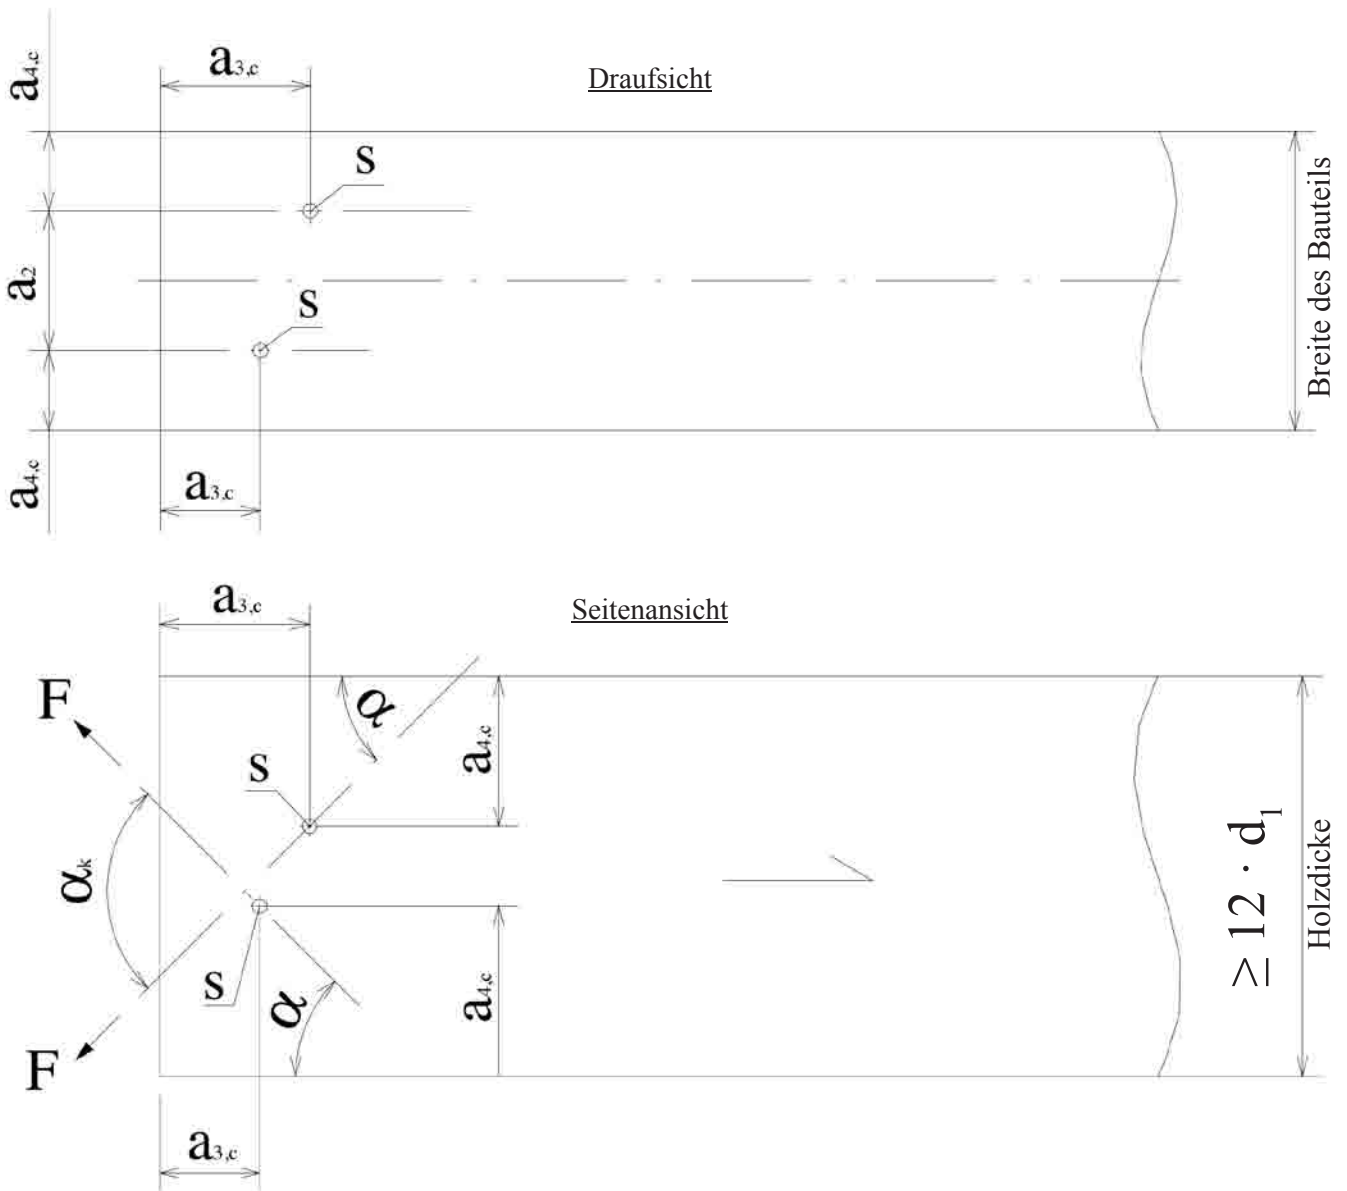 a4,c
a3,c
Draufsicht
s
a2
s
Breite des Bauteils
a4,c
a3,c
a3,c
Seitenansicht
F
α
a4,c
s
αk
≥ 12 · d1
Holzdicke
s
α
a4,c
F
a3,c